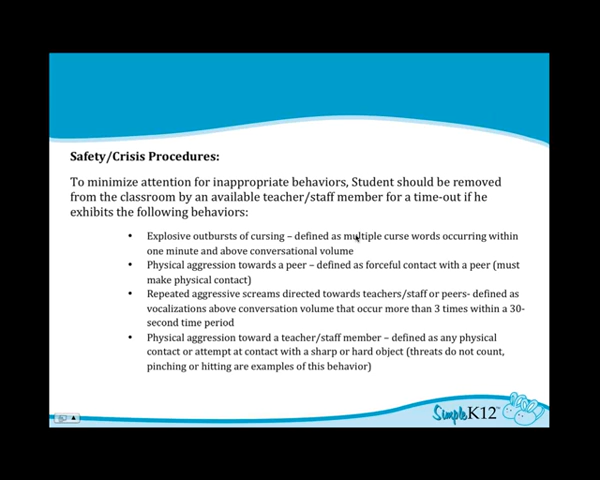 Safety/Crisis Procedures:
To minimize attention for inappropriate behaviors, Student should be removed
from the classroom by an available teacher/staff member for a time-out if he
exhibits the following behaviors:
• Explosive outbursts of cursing – defined as multiple curse words occurring within
one minute and above conversational volume
• Physical aggression towards a peer – defined as forceful contact with a peer (must
make physical contact)
• Repeated aggressive screams directed towards teachers/staff or peers- defined as
vocalizations above conversation volume that occur more than 3 times within a 30-
second time period
• Physical aggression toward a teacher/staff member – defined as any physical
contact or attempt at contact with a sharp or hard object (threats do not count,
pinching or hitting are examples of this behavior)
SimpleK12™